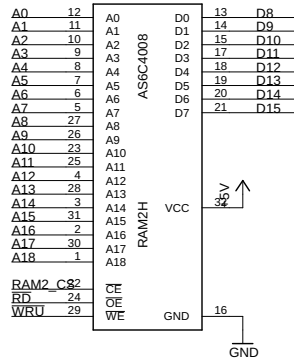 A0 12 A0 D0 13 D8
A1 11 A1 D1 14 D9
A2 10 A2 D2 15 D10
A3 9 A3 D3 17 D11
A4 8 A4 D4 18 D12
A5 7 A5 D5 19 D13
A6 6 A6 D6 20 D14
A7 5 A7 D7 21 D15
A8 27 A8
A9 26 A9
A10 23 A10
A11 25 A11
A12 4 A12
A13 28 A13
A14 3 A14 VCC 32 +5V
A15 31 A15
A16 2 A16
A17 30 A17
A18 1 A18
AS6C4008
RAM2H
RAM2_CS 22 CE
RD 24 OE
WRU 29 WE GND 16
GND